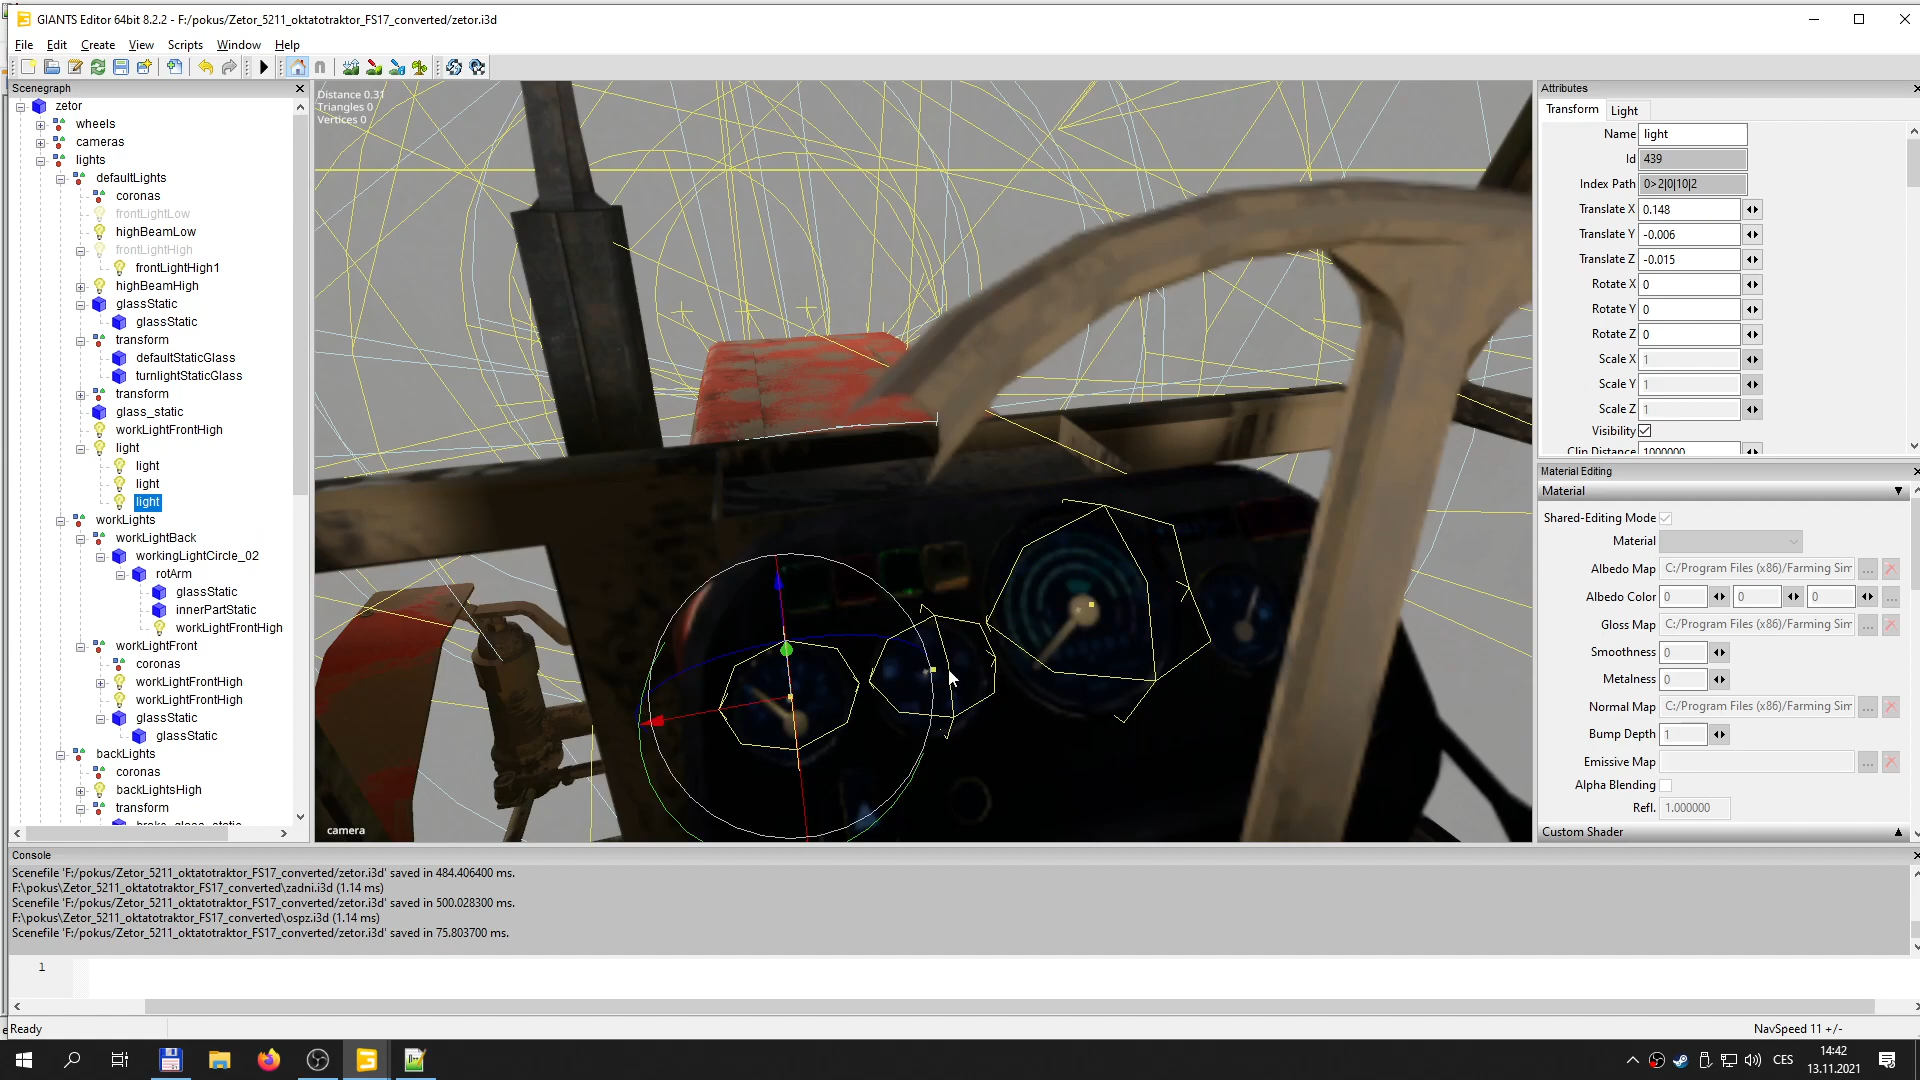 GIANTS Editor 64bit 8.2.2 - F:/pokus/Zetor_5211_oktatotraktor_FS17_converted/zetor.i3d
File Edit Create View Scripts Window Help
Scenegraph
zetor
wheels
cameras
lights
defaultLights
coronas
frontLightLow
highBeamLow
frontLightHigh
frontLightHigh1
highBeamHigh
glassStatic
glassStatic
transform
defaultStaticGlass
turnlightStaticGlass
transform
glass_static
workLightFrontHigh
light
light
light
light
workLights
workLightBack
workingLightCircle_02
rotArm
glassStatic
innerPartStatic
workLightFrontHigh
workLightFront
coronas
workLightFrontHigh
workLightFrontHigh
glassStatic
glassStatic
backLights
coronas
backLightsHigh
transform
brake_glass_static
Distance 0.31
Triangles 0
Vertices 0
camera
Attributes
Transform Light
Name light
Id 439
Index Path 0>2|0|10|2
Translate X 0.148
Translate Y -0.006
Translate Z -0.015
Rotate X 0
Rotate Y 0
Rotate Z 0
Scale X 1
Scale Y 1
Scale Z 1
Visibility
Clip Distance 1000000
Material Editing
Material
Shared-Editing Mode
Material
Albedo Map C:/Program Files (x86)/Farming Sim ...
Albedo Color 0 0 0 ...
Gloss Map C:/Program Files (x86)/Farming Sim ...
Smoothness 0
Metalness 0
Normal Map C:/Program Files (x86)/Farming Sim ...
Bump Depth 1
Emissive Map ...
Alpha Blending
Refl. 1.000000
Custom Shader
Console
Scenefile 'F:/pokus/Zetor_5211_oktatotraktor_FS17_converted/zetor.i3d' saved in 484.406400 ms.
F:\pokus\Zetor_5211_oktatotraktor_FS17_converted\zadni.i3d (1.14 ms)
Scenefile 'F:/pokus/Zetor_5211_oktatotraktor_FS17_converted/zetor.i3d' saved in 500.028300 ms.
F:\pokus\Zetor_5211_oktatotraktor_FS17_converted\ospz.i3d (1.14 ms)
Scenefile 'F:/pokus/Zetor_5211_oktatotraktor_FS17_converted/zetor.i3d' saved in 75.803700 ms.
1
Ready
NavSpeed 11 +/-
CES
14:42
13.11.2021